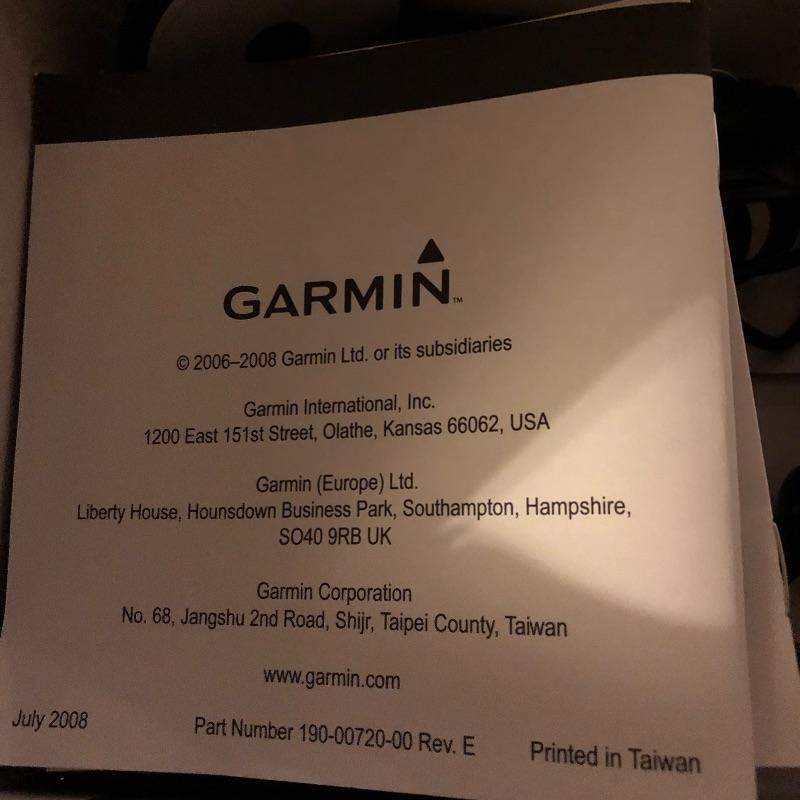 GARMIN™
© 2006–2008 Garmin Ltd. or its subsidiaries
Garmin International, Inc.
1200 East 151st Street, Olathe, Kansas 66062, USA
Garmin (Europe) Ltd.
Liberty House, Hounsdown Business Park, Southampton, Hampshire,
SO40 9RB UK
Garmin Corporation
No. 68, Jangshu 2nd Road, Shijr, Taipei County, Taiwan
www.garmin.com
July 2008 Part Number 190-00720-00 Rev. E Printed in Taiwan